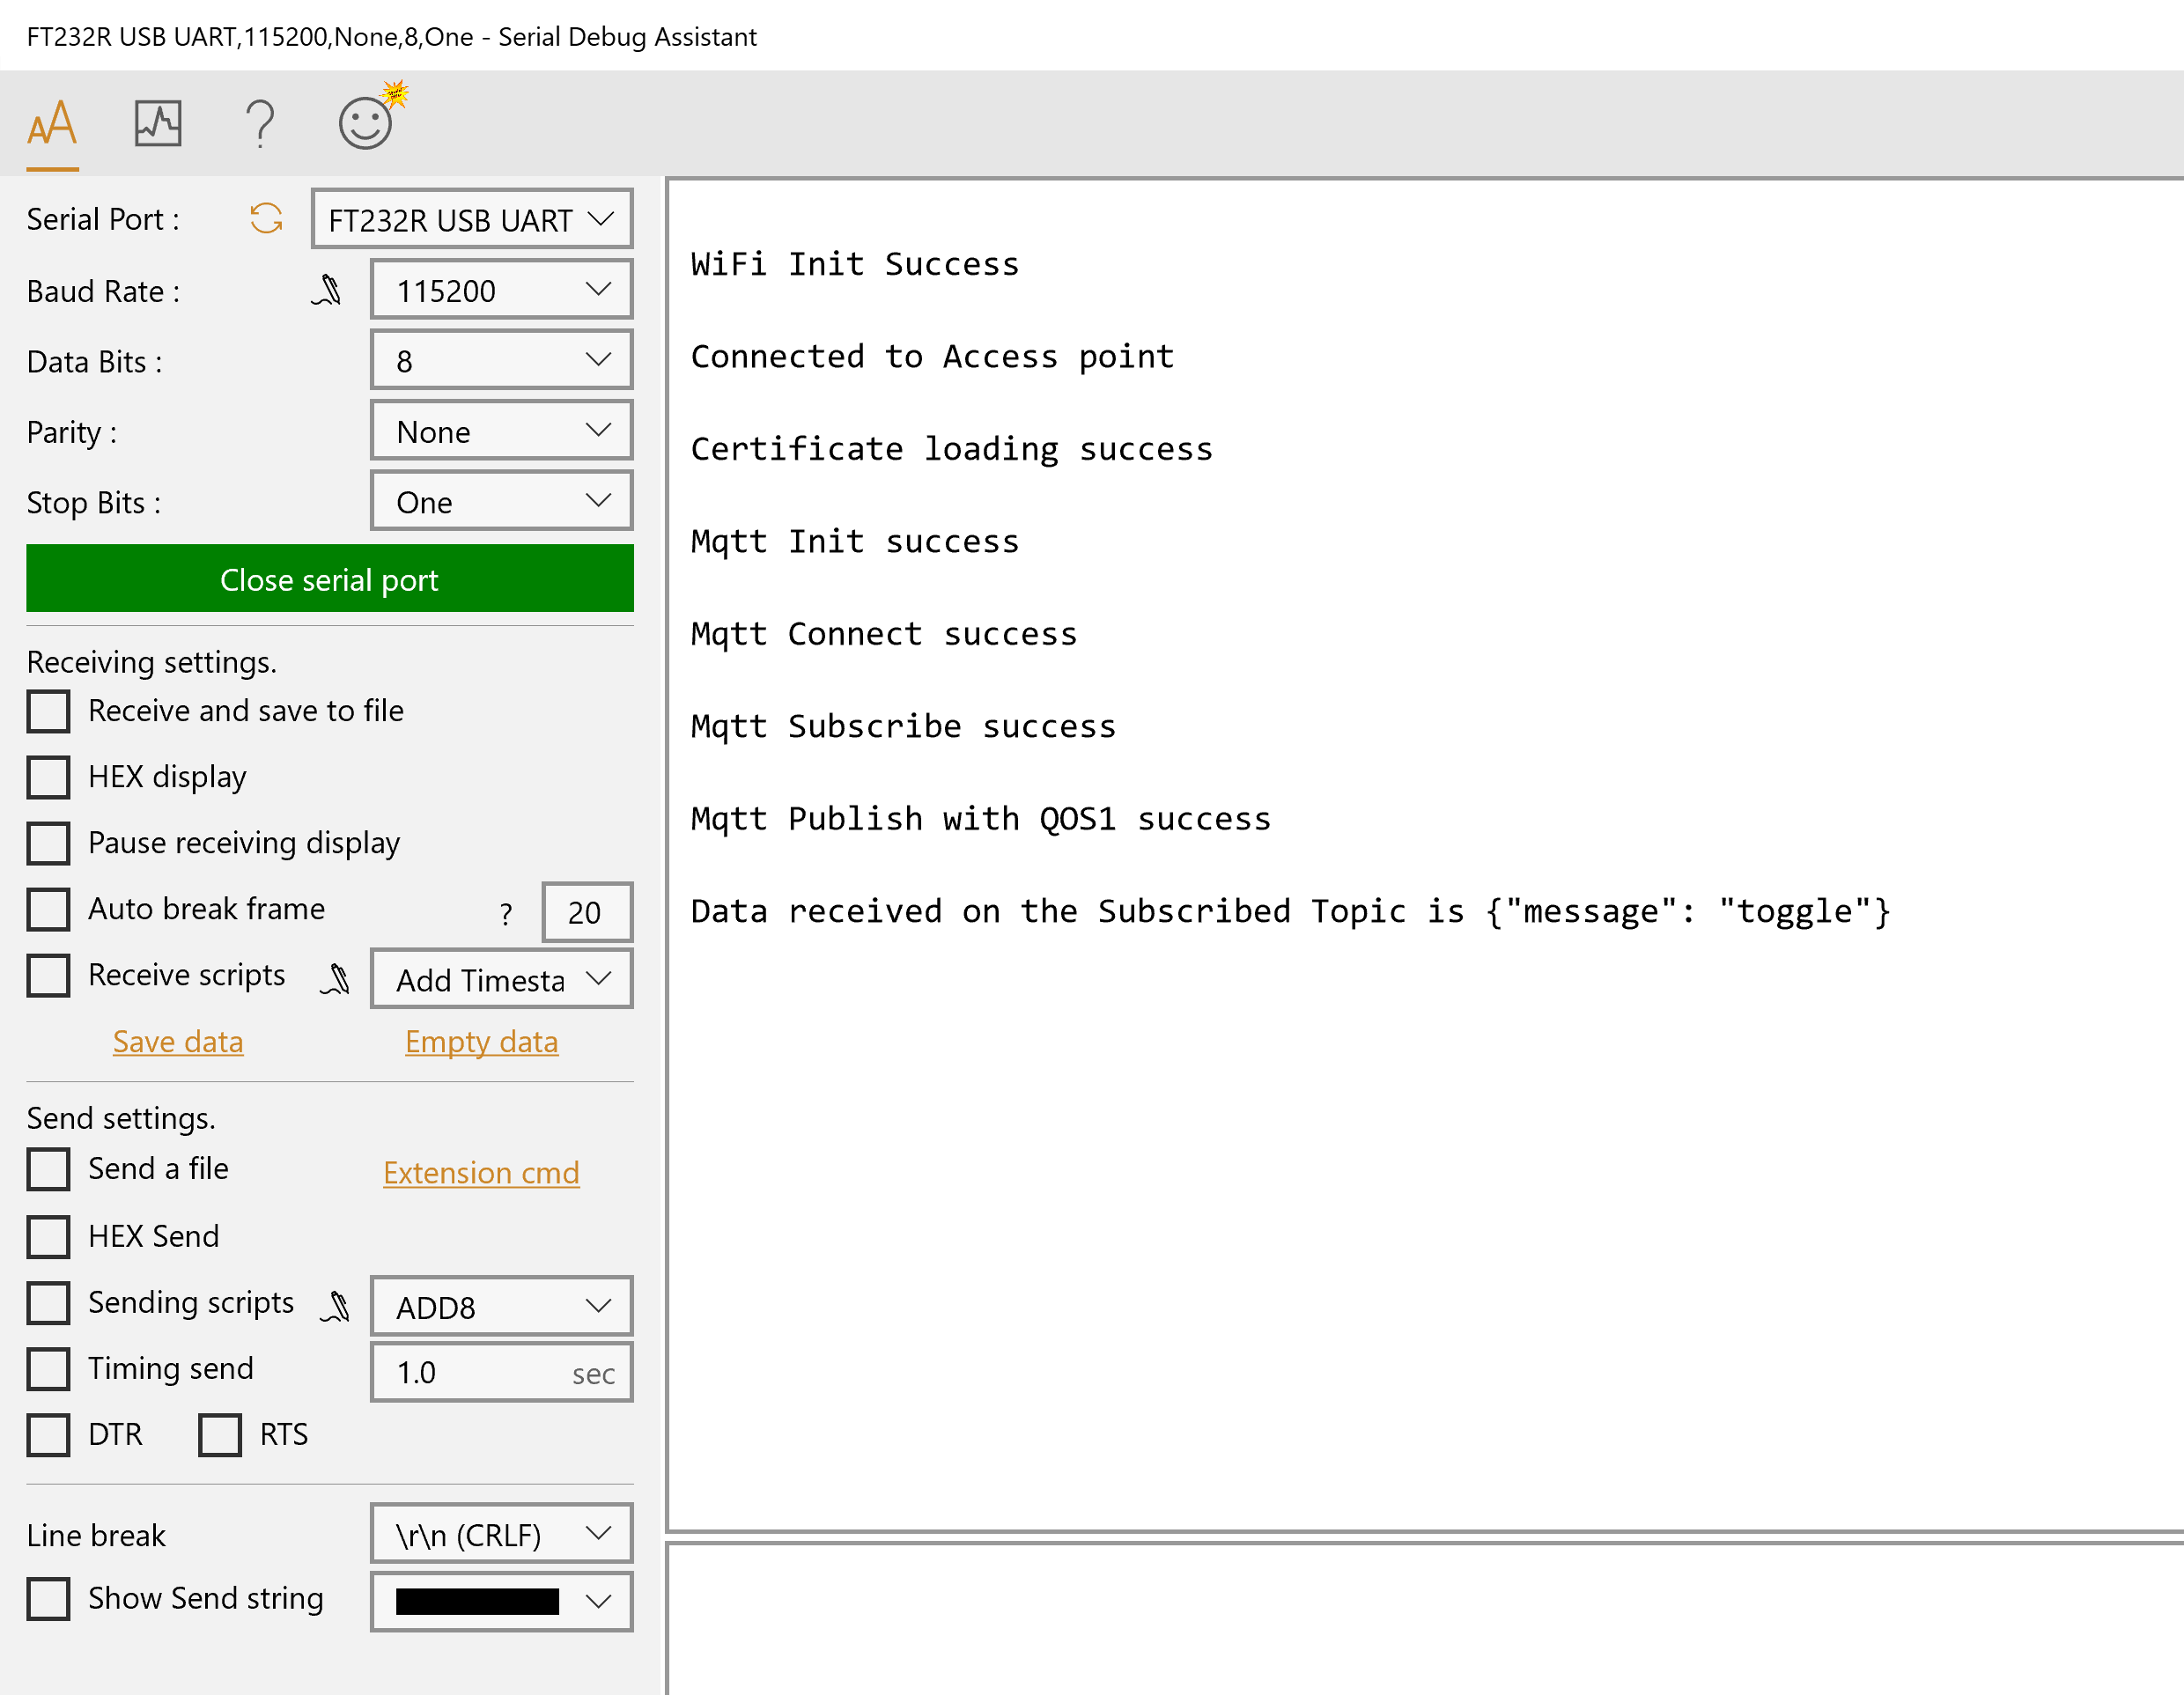 FT232R USB UART,115200,None,8,One - Serial Debug Assistant
AA
?
Serial Port :
FT232R USB UART
Baud Rate :
115200
Data Bits :
8
Parity :
None
Stop Bits :
One
Close serial port
Receiving settings.
Receive and save to file
HEX display
Pause receiving display
Auto break frame ? 20
Receive scripts
Add Timesta
Save data
Empty data
Send settings.
Send a file
Extension cmd
HEX Send
Sending scripts
ADD8
Timing send
1.0 sec
DTR
RTS
Line break
\r\n (CRLF)
Show Send string
WiFi Init Success
Connected to Access point
Certificate loading success
Mqtt Init success
Mqtt Connect success
Mqtt Subscribe success
Mqtt Publish with QOS1 success
Data received on the Subscribed Topic is {"message": "toggle"}